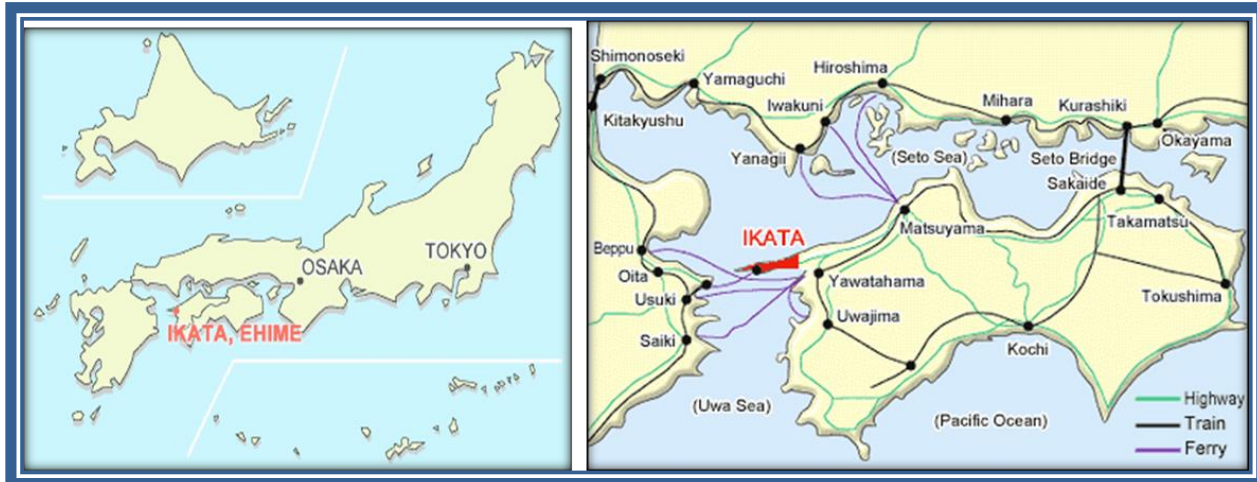 OSAKA
TOKYO
IKATA, EHIME
Shimonoseki
Yamaguchi
Hiroshima
Iwakuni
Mihara
Kurashiki
Kitakyushu
Okayama
Yanagii
(Seto Sea)
Seto Bridge
Sakaide
Takamatsu
Matsuyama
IKATA
Beppu
Oita
Yawatahama
Usuki
Tokushima
Uwajima
Saiki
Kochi
(Uwa Sea)
(Pacific Ocean)
Highway
Train
Ferry